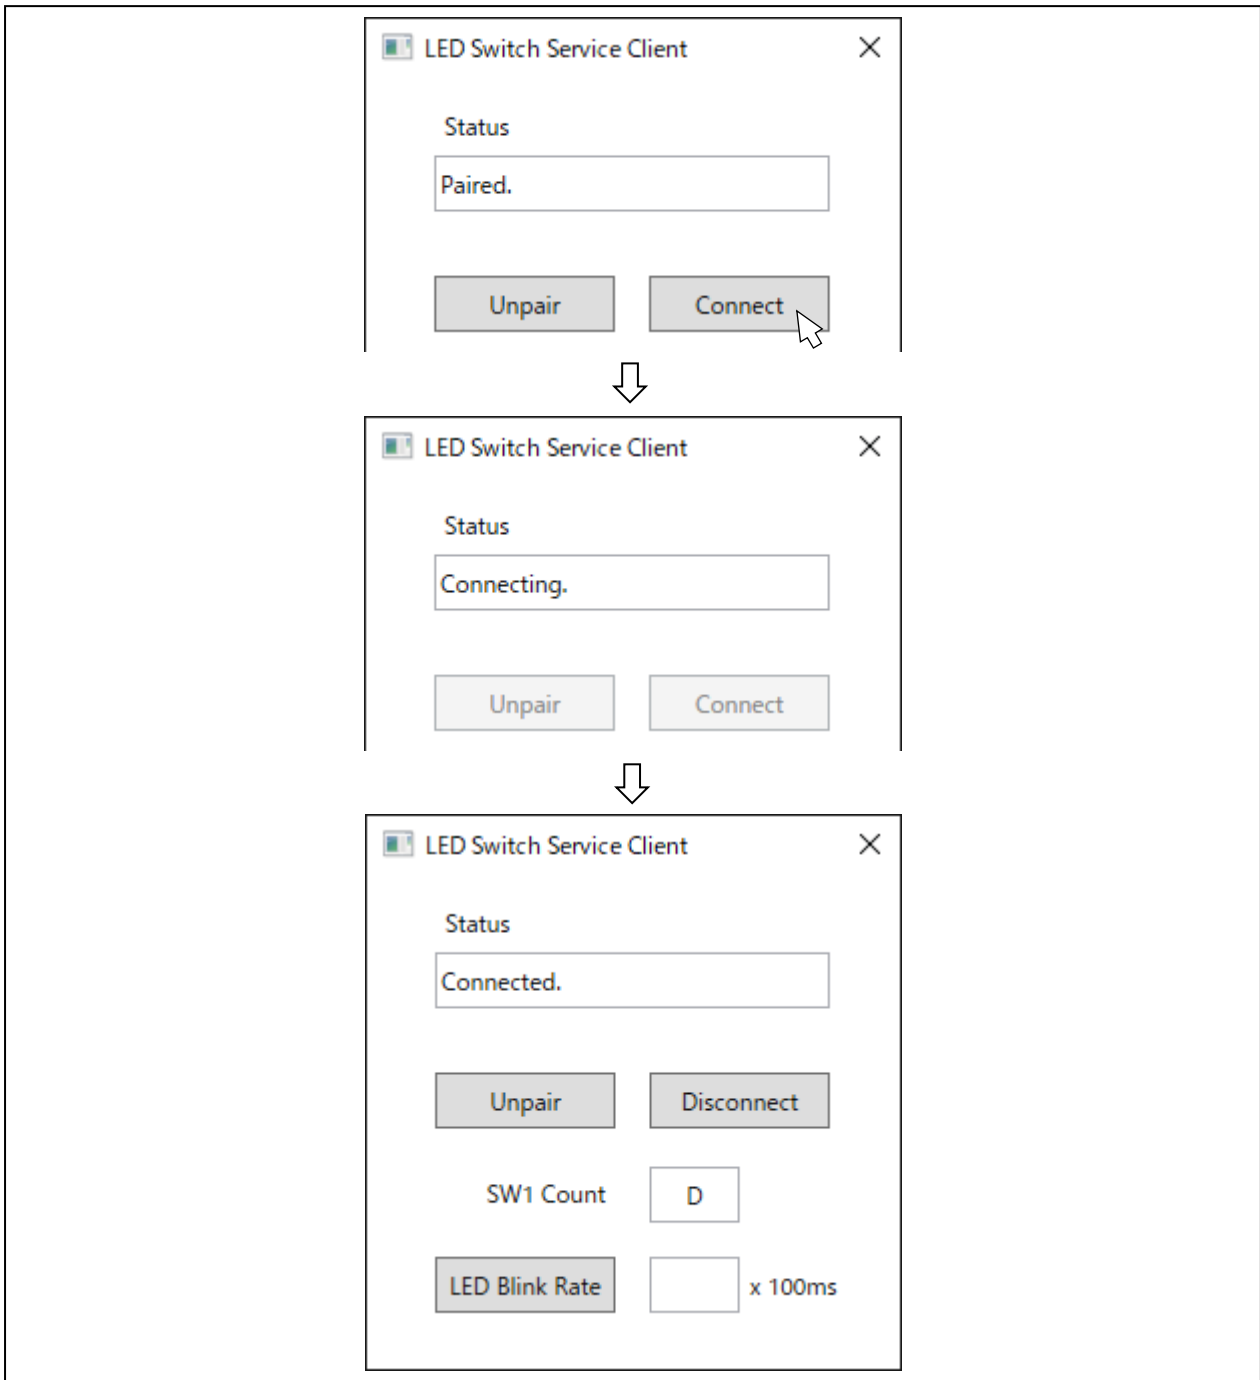 LED Switch Service Client
Status
Paired.
Unpair Connect
LED Switch Service Client
Status
Connecting.
Unpair Connect
LED Switch Service Client
Status
Connected.
Unpair Disconnect
SW1 Count D
LED Blink Rate x 100ms